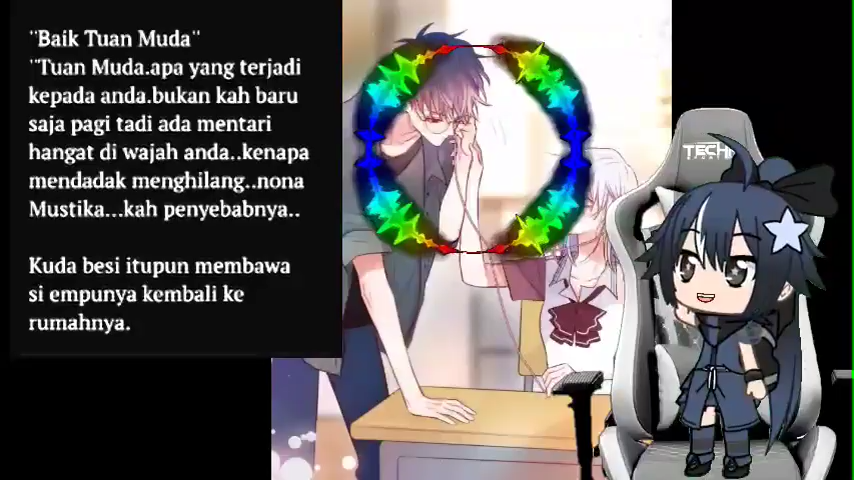 "Baik Tuan Muda"
"Tuan Muda.apa yang terjadi
kepada anda.bukan kah baru
saja pagi tadi ada mentari
hangat di wajah anda..kenapa
mendadak menghilang..nona
Mustika...kah penyebabnya..
Kuda besi itupun membawa
si empunya kembali ke
rumahnya.